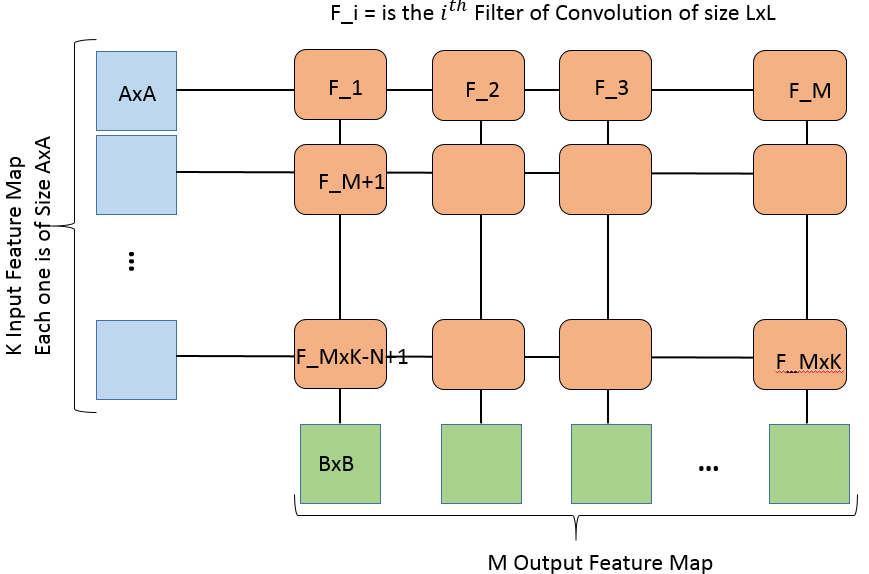 F_i = is the i^th Filter of Convolution of size LxL
K Input Feature Map
Each one is of Size AxA
AxA
F_1
F_2
F_3
F_M
F_M+1
...
F_MxK-N+1
F_MxK
BxB
...
M Output Feature Map